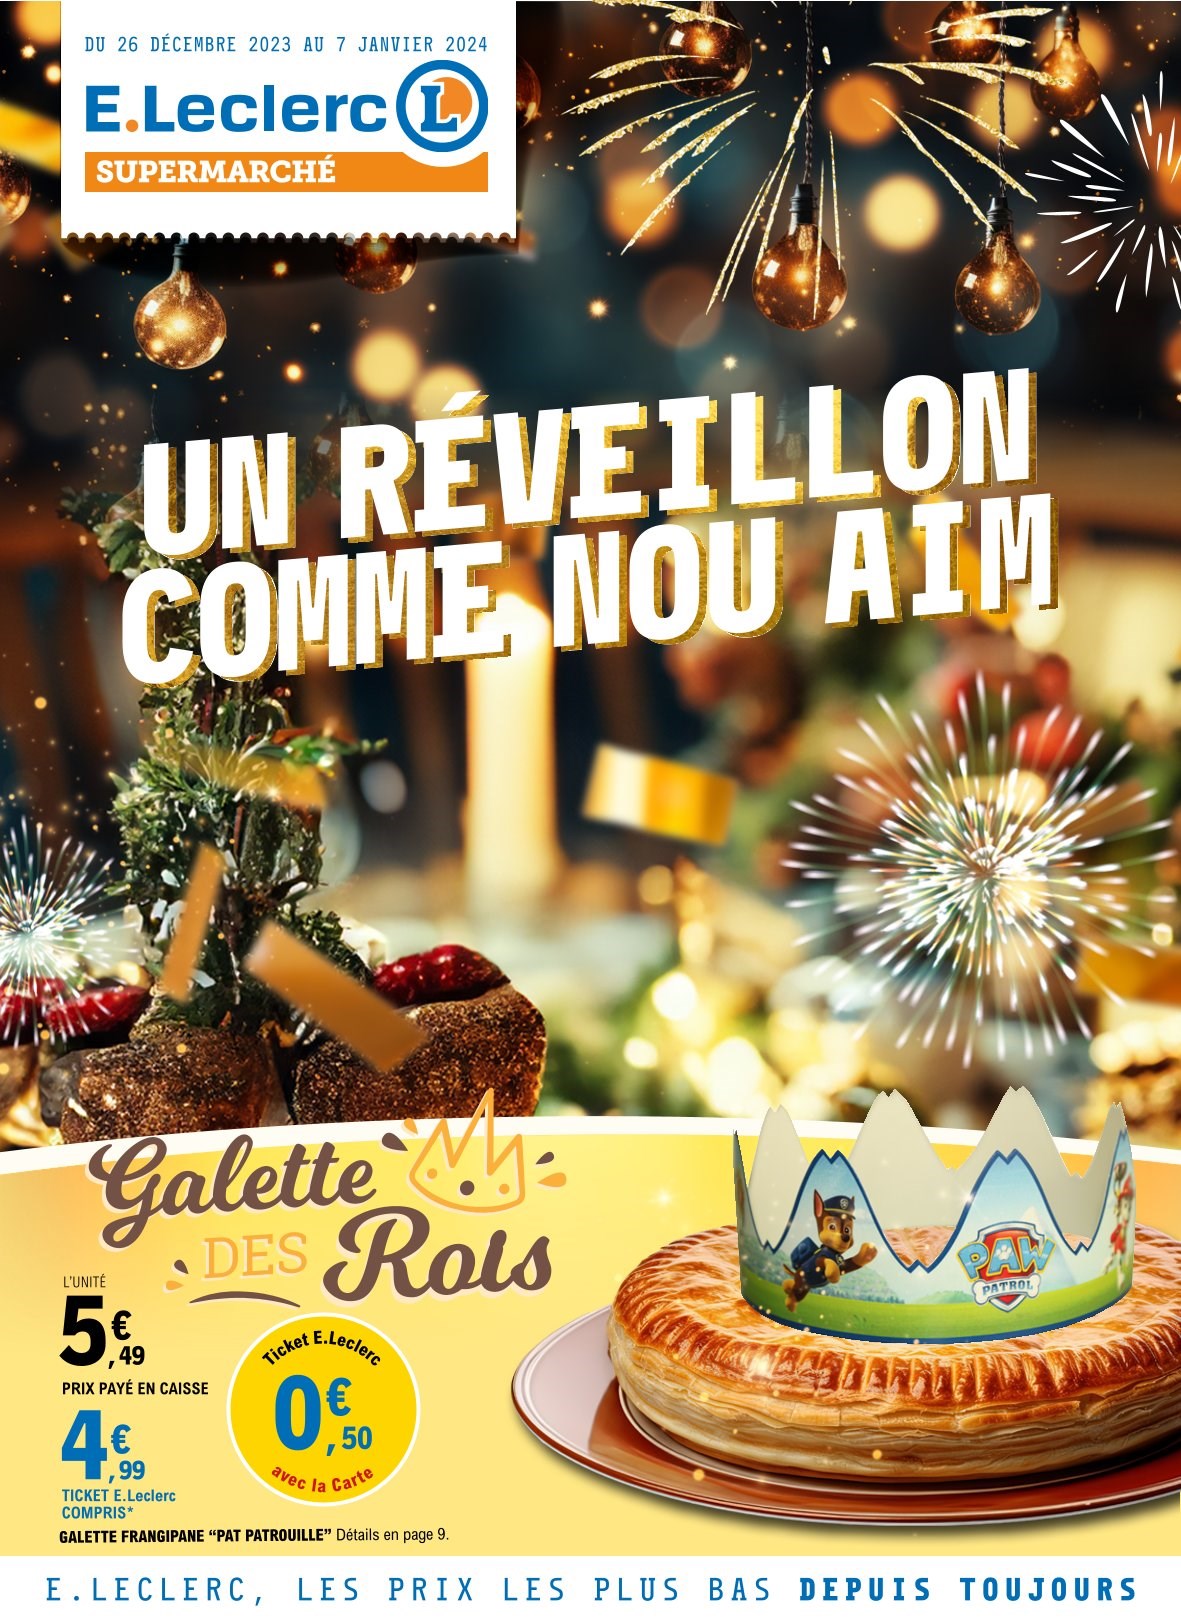 DU 26 DÉCEMBRE 2023 AU 7 JANVIER 2024
E.Leclerc L
SUPERMARCHÉ
UN RÉVEILLON
COMME NOU AIM
Galette
DES Rois
L'UNITÉ
5€,49
PRIX PAYÉ EN CAISSE
4€,99
TICKET E.Leclerc
COMPRIS*
Ticket E.Leclerc
0€,50
avec la Carte
PAW
PATROL
GALETTE FRANGIPANE “PAT PATROUILLE” Détails en page 9.
E.LECLERC, LES PRIX LES PLUS BAS DEPUIS TOUJOURS